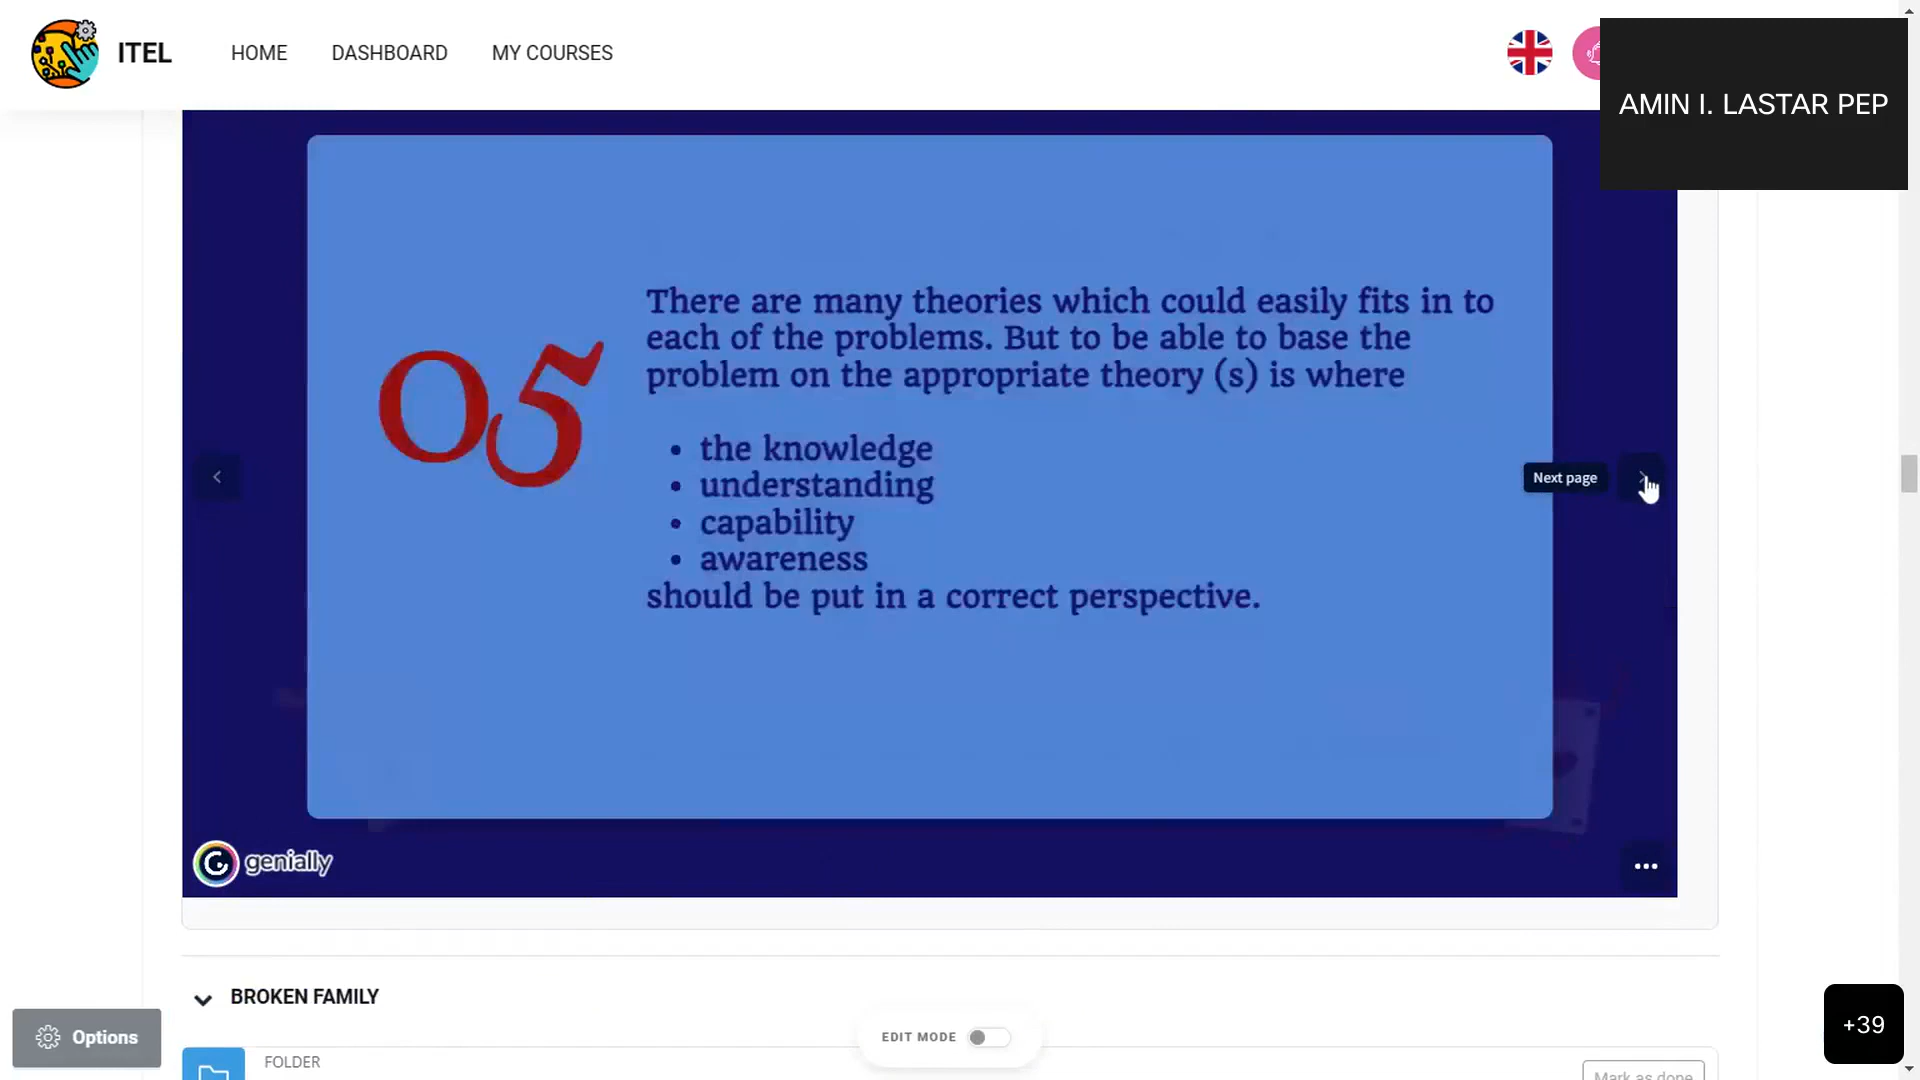 ITEL
HOME
DASHBOARD
MY COURSES
AMIN I. LASTAR PEP
There are many theories which could easily fits in to
each of the problems. But to be able to base the
problem on the appropriate theory (s) is where
05
• the knowledge
• understanding
• capability
• awareness
should be put in a correct perspective.
Next page
genially
BROKEN FAMILY
Options
EDIT MODE
+39
FOLDER
Mark as done